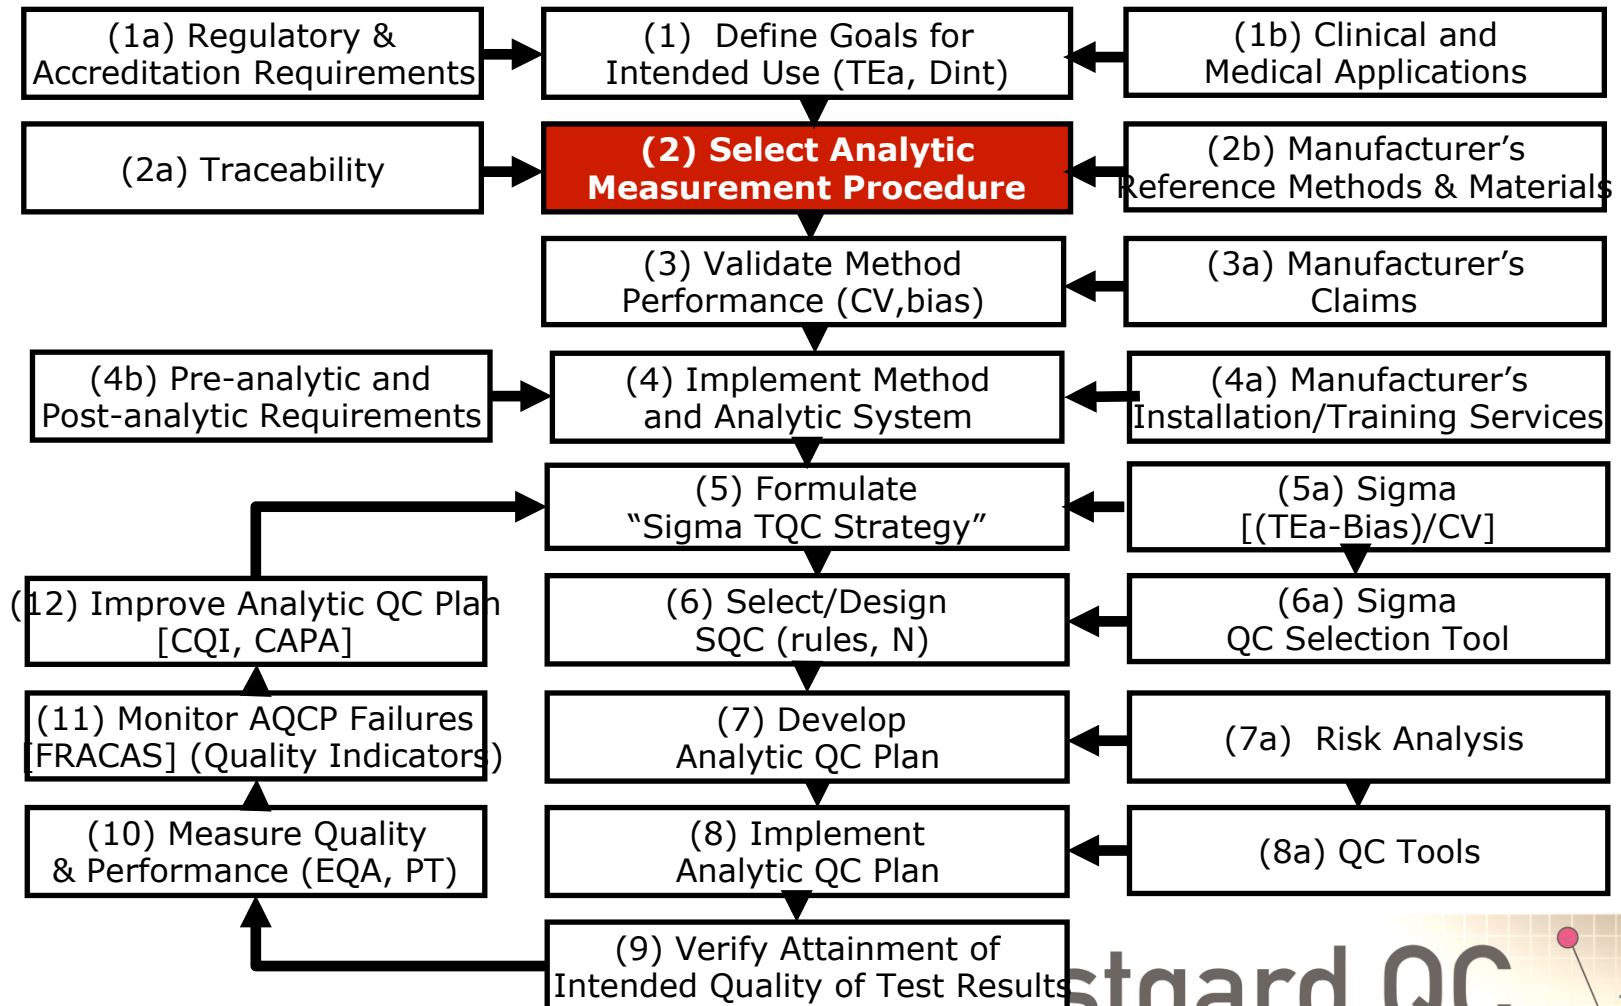 (1a) Regulatory &
Accreditation Requirements
(1) Define Goals for
Intended Use (TEa, Dint)
(1b) Clinical and
Medical Applications
(2a) Traceability
(2) Select Analytic
Measurement Procedure
(2b) Manufacturer’s
Reference Methods & Materials
(3) Validate Method
Performance (CV,bias)
(3a) Manufacturer’s
Claims
(4b) Pre-analytic and
Post-analytic Requirements
(4) Implement Method
and Analytic System
(4a) Manufacturer’s
Installation/Training Services
(5) Formulate
“Sigma TQC Strategy”
(5a) Sigma
[(TEa-Bias)/CV]
(12) Improve Analytic QC Plan
[CQI, CAPA]
(6) Select/Design
SQC (rules, N)
(6a) Sigma
QC Selection Tool
(11) Monitor AQCP Failures
[FRACAS] (Quality Indicators)
(7) Develop
Analytic QC Plan
(7a) Risk Analysis
(10) Measure Quality
& Performance (EQA, PT)
(8) Implement
Analytic QC Plan
(8a) QC Tools
(9) Verify Attainment of
Intended Quality of Test Results
stgard QC